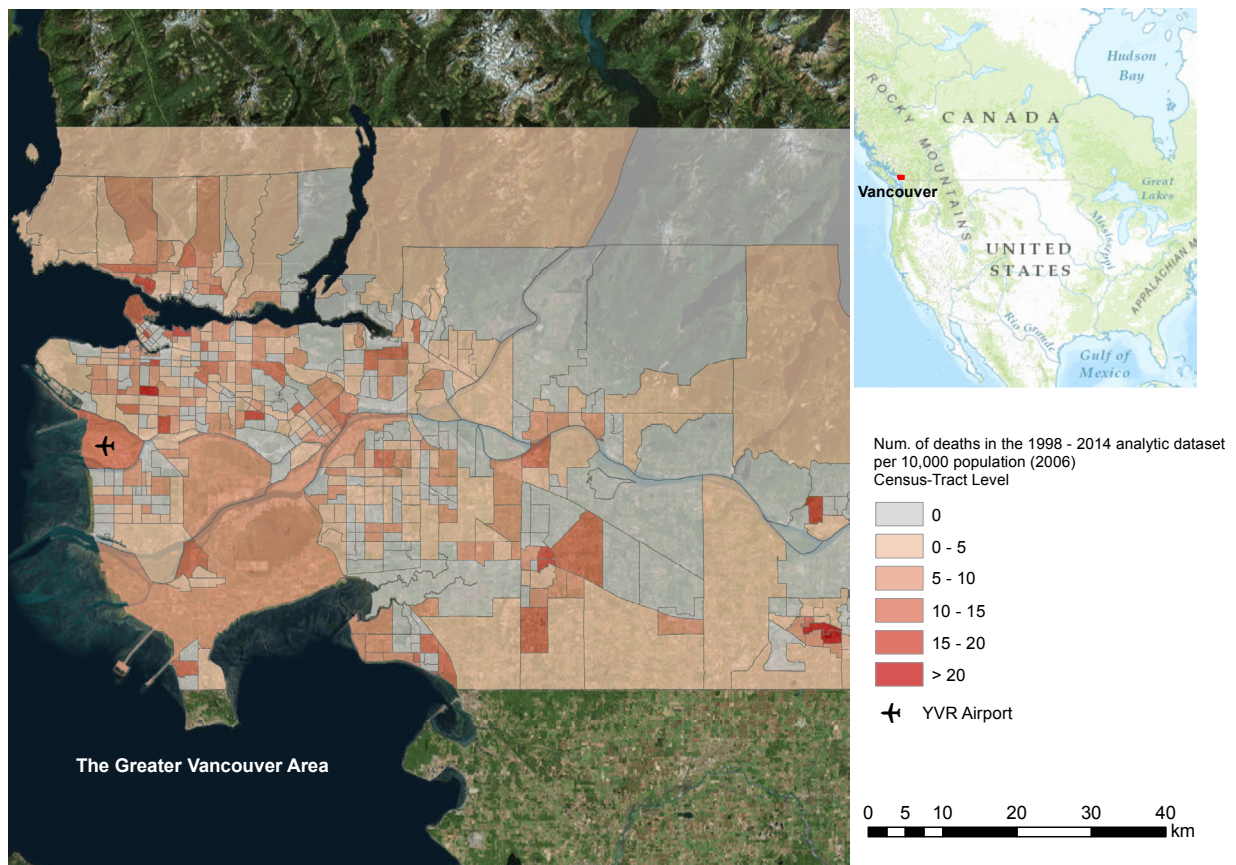 Hudson
Bay
ROCKY MOUNTAINS
CANADA
Vancouver
Great
Lakes
UNITED
STATES
Mississippi
APPALACHIAN M
Rio Grande
Gulf of
Mexico
Num. of deaths in the 1998 - 2014 analytic dataset
per 10,000 population (2006)
Census-Tract Level
0
0 - 5
5 - 10
10 - 15
15 - 20
> 20
YVR Airport
The Greater Vancouver Area
0 5 10 20 30 40
km